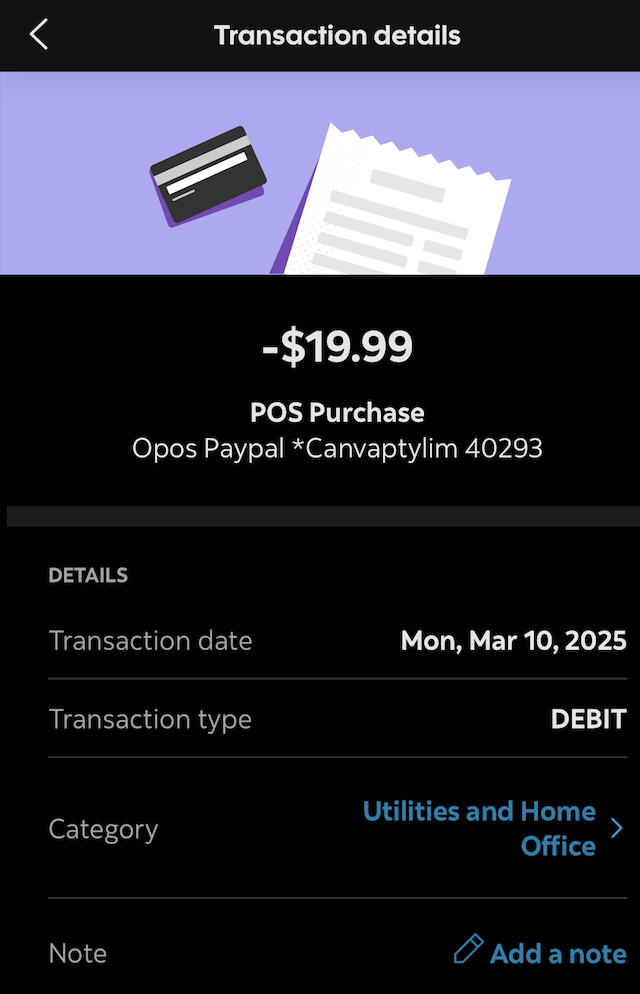 Transaction details
-$19.99
POS Purchase
Opos Paypal *Canvaptylim 40293
DETAILS
Transaction date Mon, Mar 10, 2025
Transaction type DEBIT
Category Utilities and Home
Office
Note Add a note